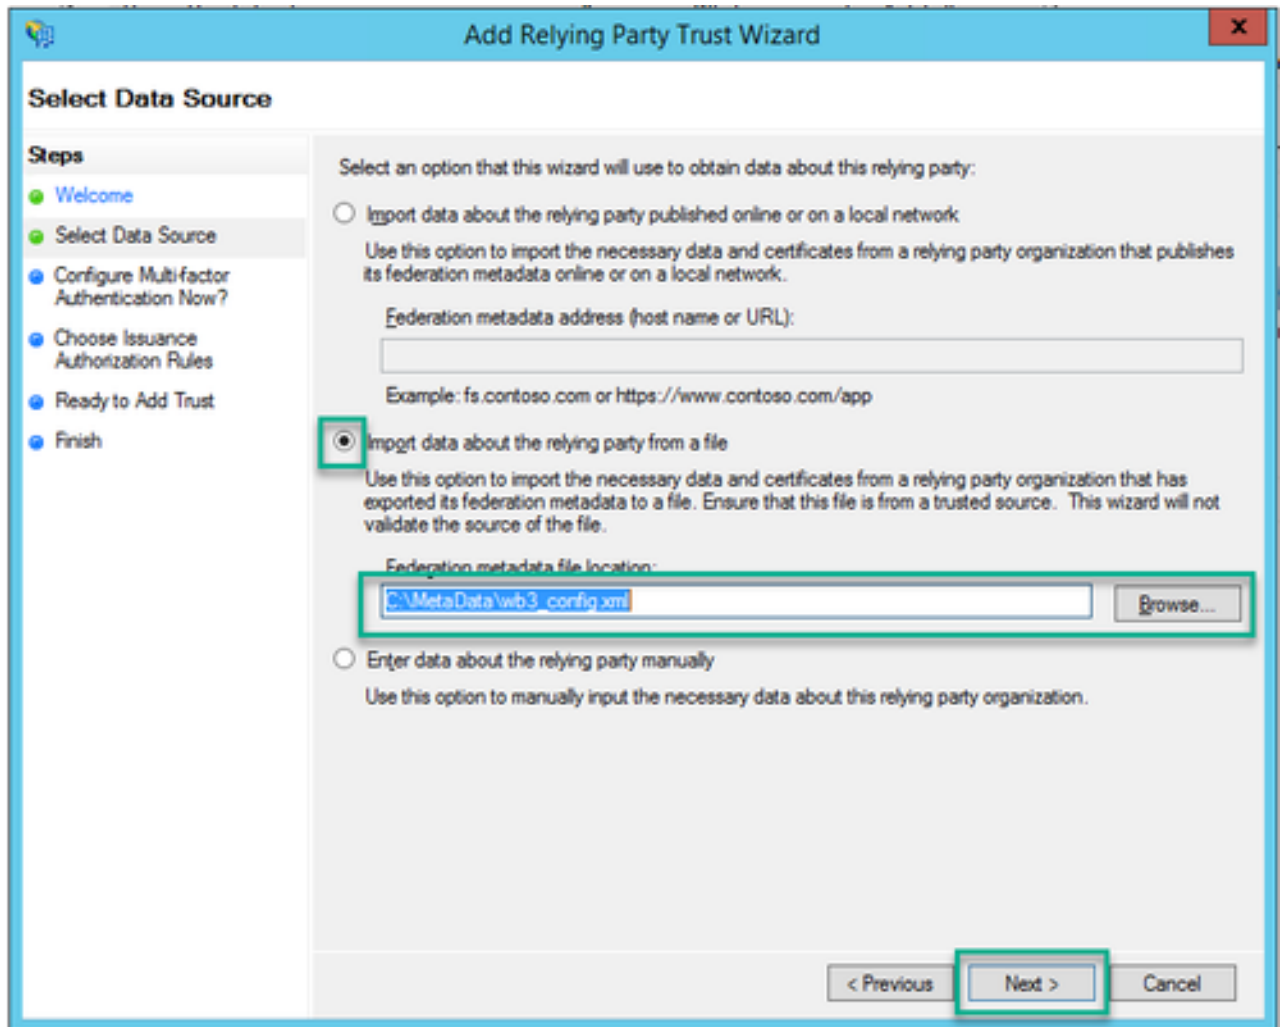 Add Relying Party Trust Wizard
x
Select Data Source
Steps
Welcome
Select Data Source
Configure Multi-factor
Authentication Now?
Choose Issuance
Authorization Rules
Ready to Add Trust
Finish
Select an option that this wizard will use to obtain data about this relying party:
Import data about the relying party published online or on a local network
Use this option to import the necessary data and certificates from a relying party organization that publishes
its federation metadata online or on a local network.
Federation metadata address (host name or URL):
Example: fs.contoso.com or https://www.contoso.com/app
Import data about the relying party from a file
Use this option to import the necessary data and certificates from a relying party organization that has
exported its federation metadata to a file. Ensure that this file is from a trusted source. This wizard will not
validate the source of the file.
Federation metadata file location:
C:\MetaData\wb3_config.xml
Browse...
Enter data about the relying party manually
Use this option to manually input the necessary data about this relying party organization.
< Previous
Next >
Cancel